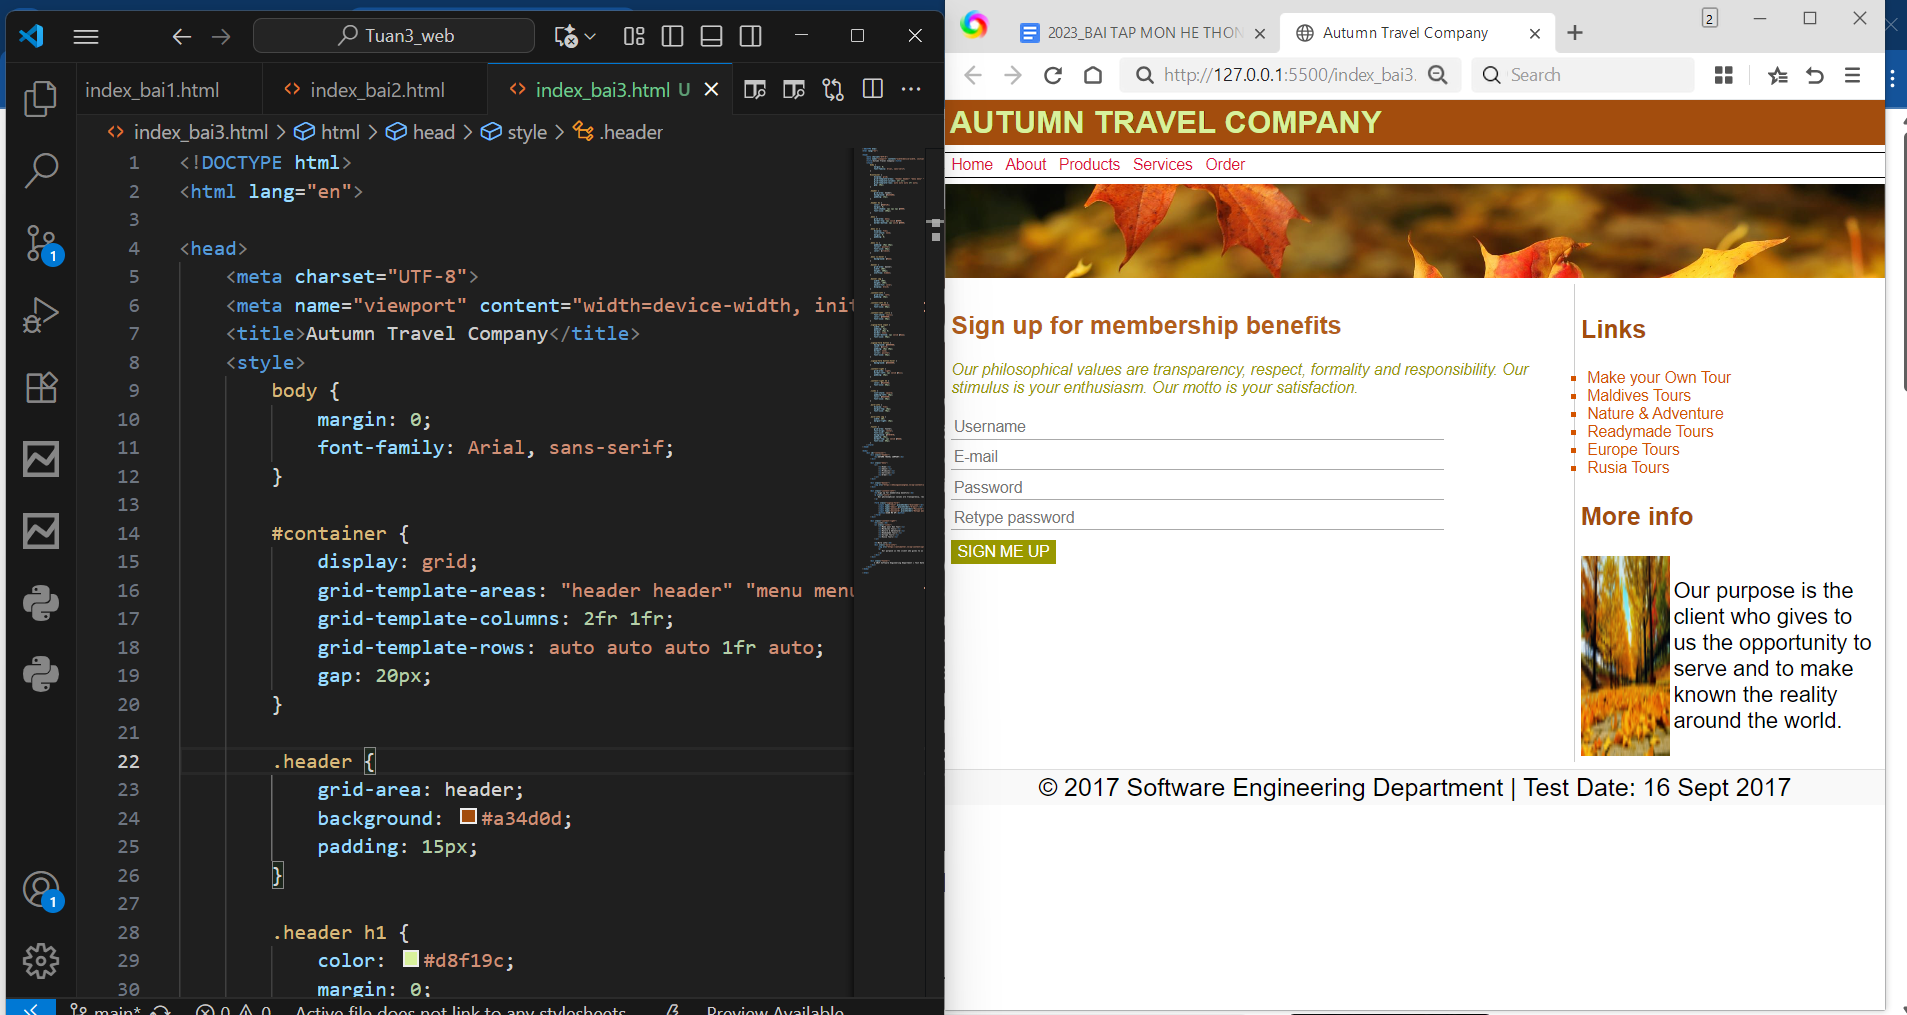 Tuan3_web
index_bai1.html
index_bai2.html
index_bai3.html U
index_bai3.html > html > head > style > .header
1 <!DOCTYPE html>
2 <html lang="en">
3
4 <head>
5 <meta charset="UTF-8">
6 <meta name="viewport" content="width=device-width, init
7 <title>Autumn Travel Company</title>
8 <style>
9 body {
10 margin: 0;
11 font-family: Arial, sans-serif;
12 }
13
14 #container {
15 display: grid;
16 grid-template-areas: "header header" "menu menu
17 grid-template-columns: 2fr 1fr;
18 grid-template-rows: auto auto auto 1fr auto;
19 gap: 20px;
20 }
21
22 .header {
23 grid-area: header;
24 background: #a34d0d;
25 padding: 15px;
26 }
27
28 .header h1 {
29 color: #d8f19c;
30 margin: 0;
1
1
main*
0 0
Active file does not link to any stylesheets
Preview Available
2023_BAI TAP MON HE THON
Autumn Travel Company
2
http://127.0.0.1:5500/index_bai3.
Search
AUTUMN TRAVEL COMPANY
Home About Products Services Order
Sign up for membership benefits
Our philosophical values are transparency, respect, formality and responsibility. Our
stimulus is your enthusiasm. Our motto is your satisfaction.
Username
E-mail
Password
Retype password
SIGN ME UP
Links
Make your Own Tour
Maldives Tours
Nature & Adventure
Readymade Tours
Europe Tours
Rusia Tours
More info
Our purpose is the
client who gives to
us the opportunity to
serve and to make
known the reality
around the world.
© 2017 Software Engineering Department | Test Date: 16 Sept 2017